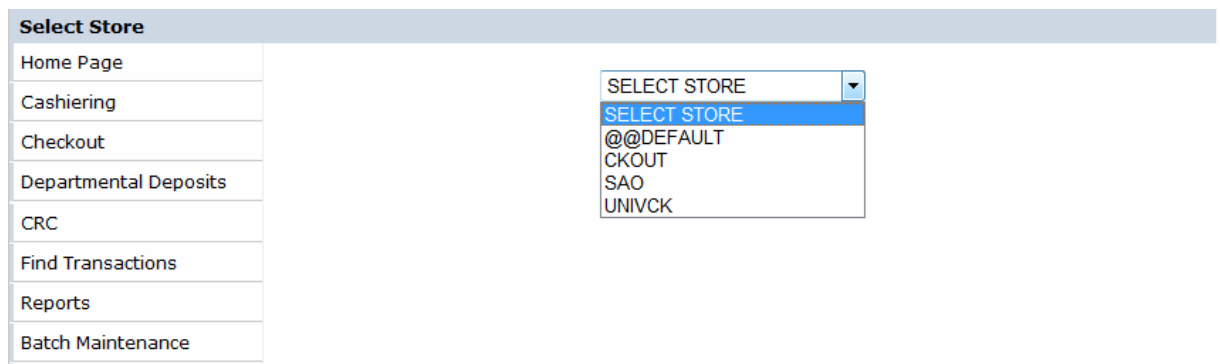 Select Store
Home Page
Cashiering
Checkout
Departmental Deposits
CRC
Find Transactions
Reports
Batch Maintenance
SELECT STORE
SELECT STORE
@@DEFAULT
CKOUT
SAO
UNIVCK